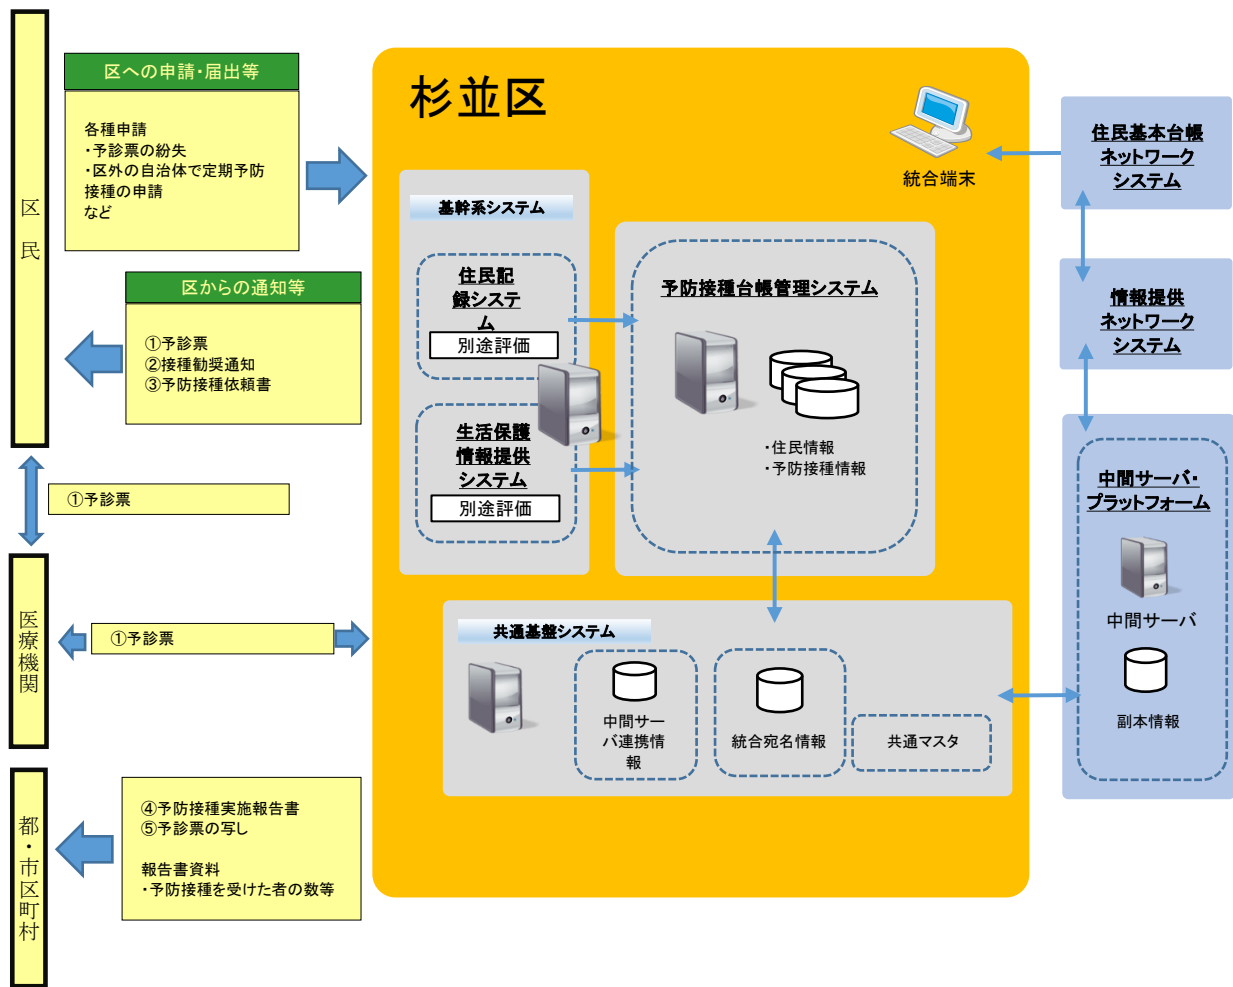 区民
区への申請・届出等
各種申請
・予診票の紛失
・区外の自治体で定期予防
接種の申請
など
区からの通知等
①予診票
②接種勧奨通知
③予防接種依頼書
①予診票
医療機関
①予診票
都・市区町村
④予防接種実施報告書
⑤予診票の写し
報告書資料
・予防接種を受けた者の数等
杉並区
統合端末
基幹系システム
住民記
録システ
ム
別途評価
生活保護
情報提供
システム
別途評価
予防接種台帳管理システム
・住民情報
・予防接種情報
共通基盤システム
中間サー
バ連携情
報
統合宛名情報
共通マスタ
住民基本台帳
ネットワーク
システム
情報提供
ネットワーク
システム
中間サーバ・
プラットフォーム
中間サーバ
副本情報